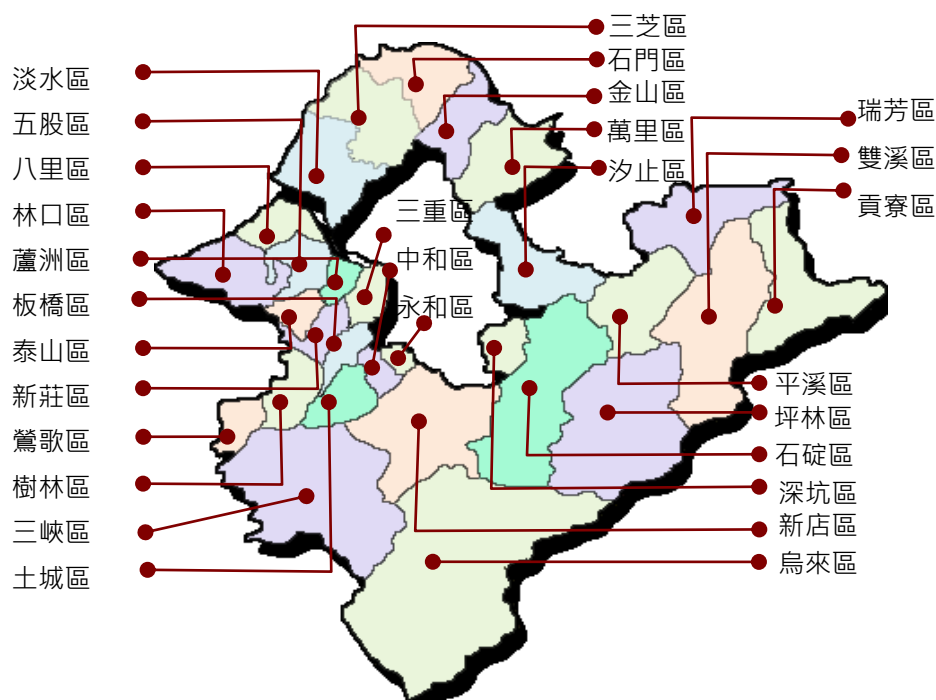 三芝區
石門區
金山區
萬里區
汐止區
瑞芳區
雙溪區
貢寮區
淡水區
五股區
八里區
林口區
蘆洲區
板橋區
泰山區
新莊區
鶯歌區
樹林區
三峽區
土城區
三重區
中和區
永和區
平溪區
坪林區
石碇區
深坑區
新店區
烏來區